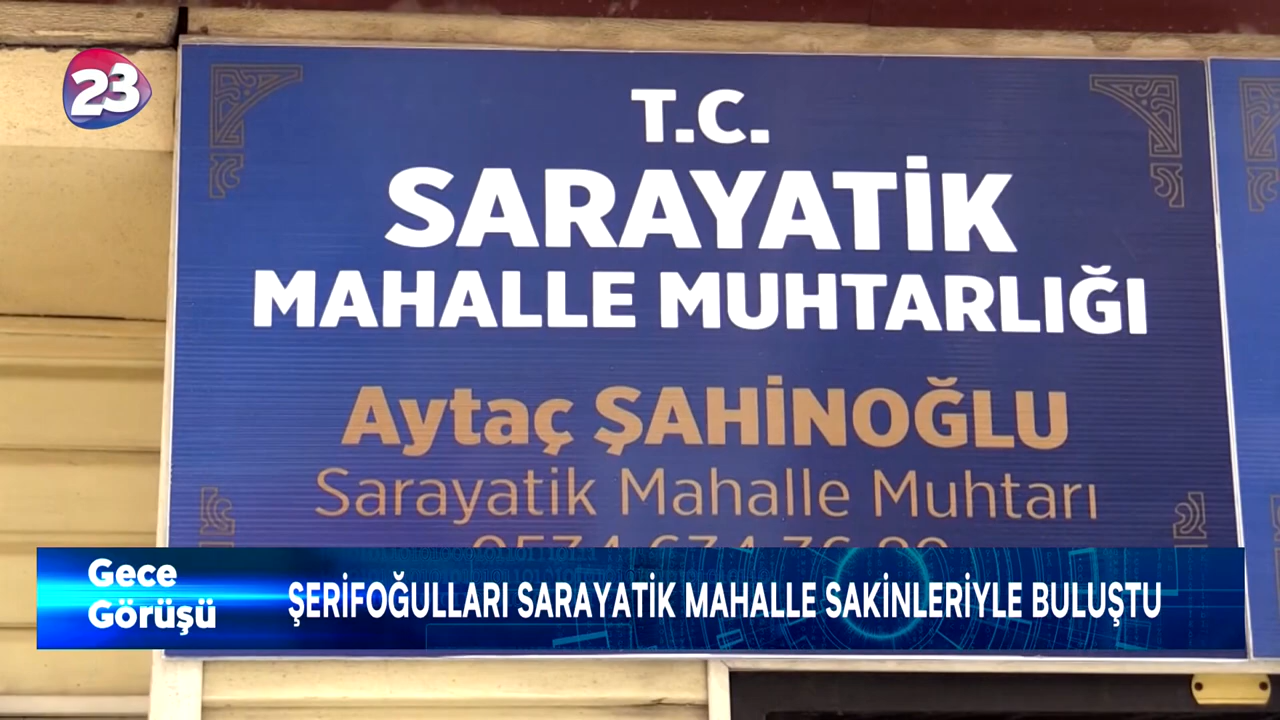 23
T.C.
SARAYATİK
MAHALLE MUHTARLIĞI
Aytaç ŞAHİNOĞLU
Sarayatik Mahalle Muhtarı
Gece
Görüşü
ŞERİFOĞULLARI SARAYATİK MAHALLE SAKİNLERİYLE BULUŞTU